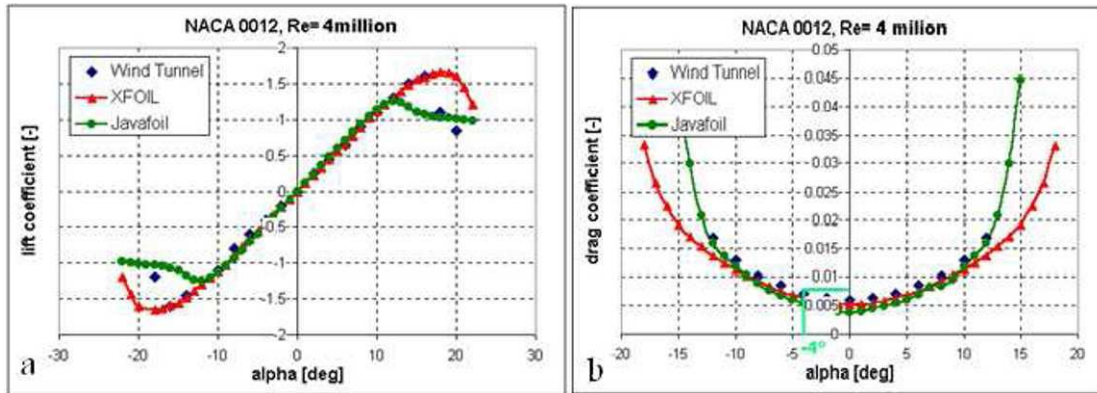 NACA 0012, Re= 4million
Wind Tunnel
XFOIL
Javafoil
lift coefficient [-]
2
1.5
1
0.5
0
-0.5
-1
-1.5
-2
-30
-20
-10
0
10
20
30
alpha [deg]
a
NACA 0012, Re= 4 milion
Wind Tunnel
XFOIL
Javafoil
drag coefficient [-]
0.05
0.045
0.04
0.035
0.03
0.025
0.02
0.015
0.01
0.005
0
-4°
-20
-15
-10
-5
0
5
10
15
20
alpha [deg]
b